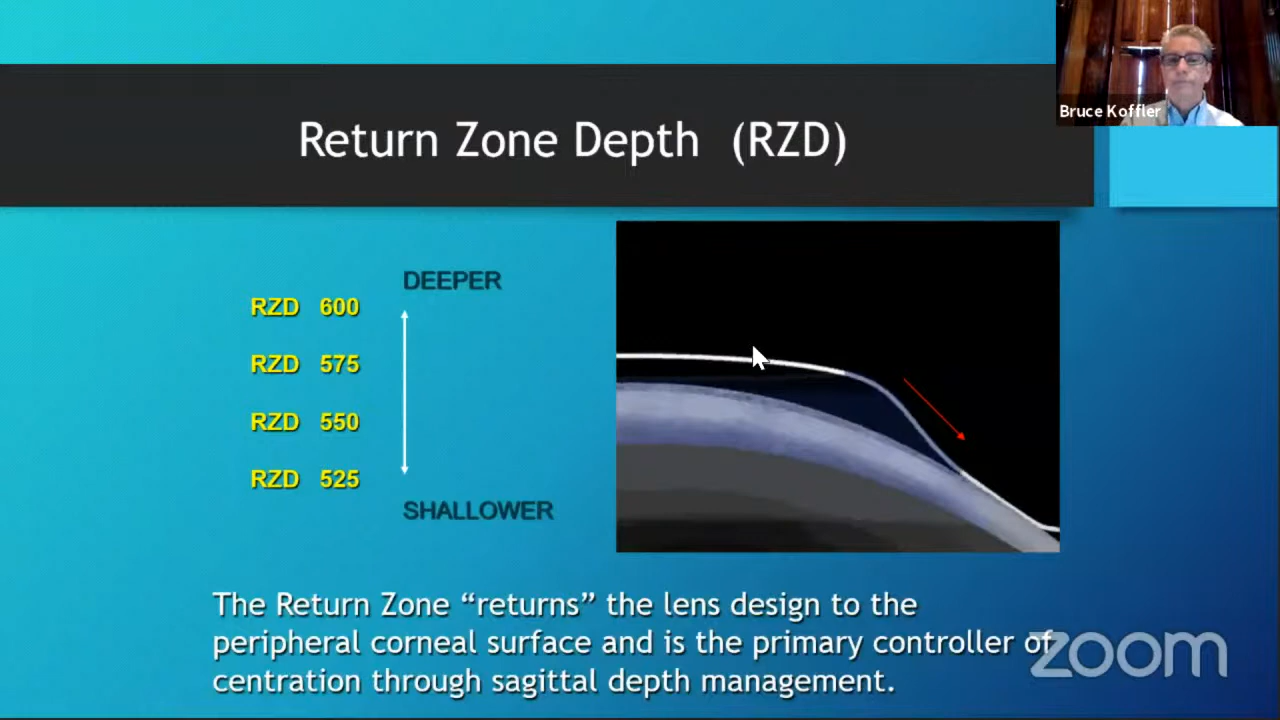 Bruce Koffler
Return Zone Depth (RZD)
DEEPER
RZD 600
RZD 575
RZD 550
RZD 525
SHALLOWER
The Return Zone “returns” the lens design to the
peripheral corneal surface and is the primary controller of
centration through sagittal depth management.
zoom